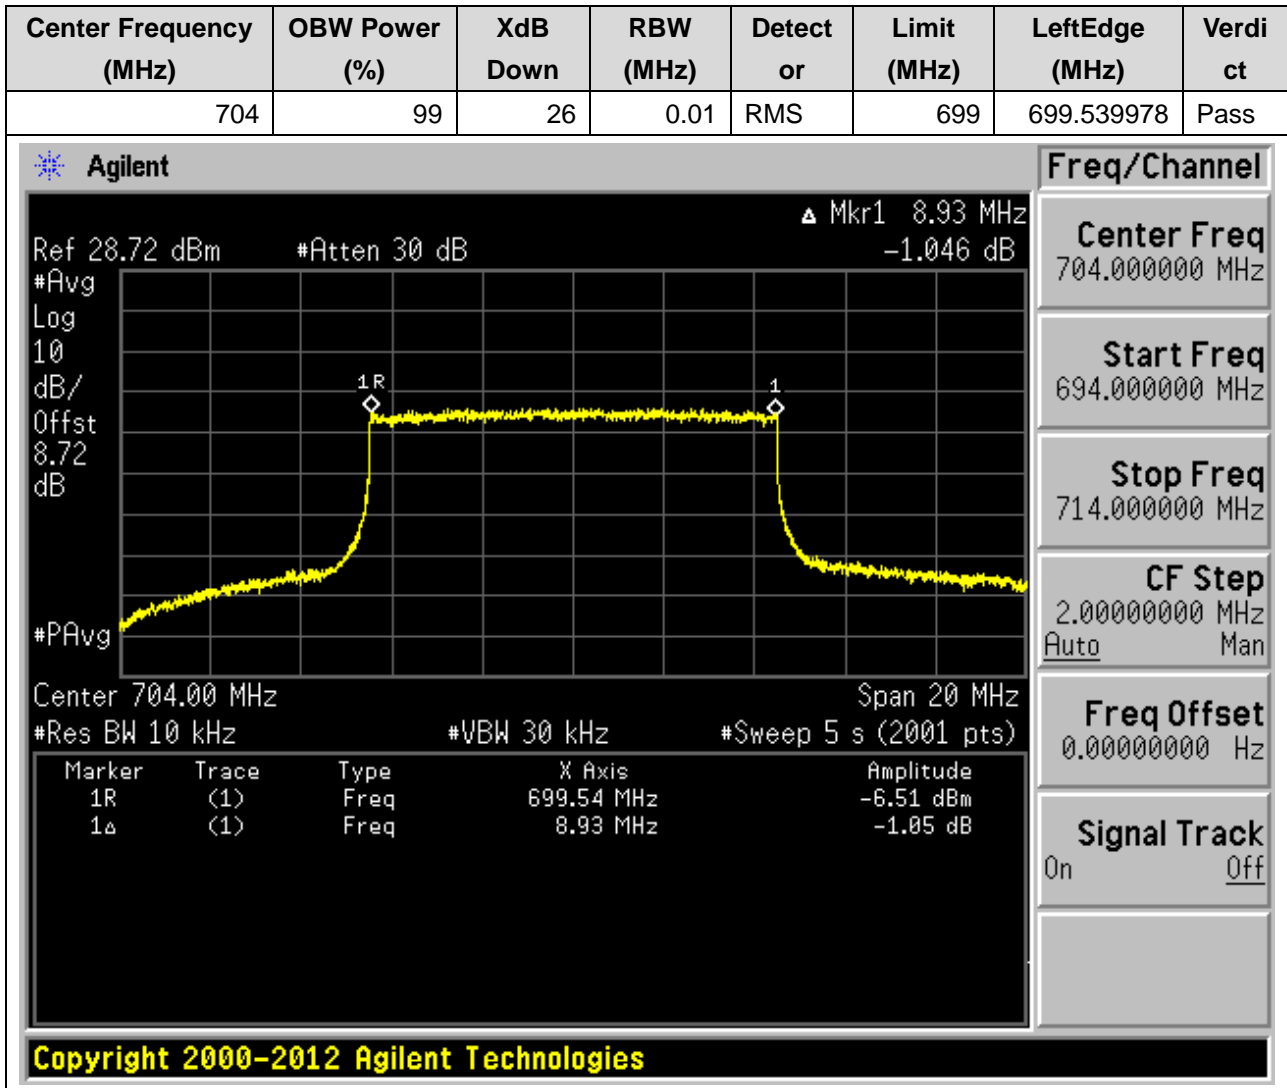 Center Frequency (MHz) OBW Power (%) XdB Down RBW (MHz) Detect or Limit (MHz) LeftEdge (MHz) Verdi ct
704 99 26 0.01 RMS 699 699.539978 Pass
Agilent
Freq/Channel
Δ Mkr1 8.93 MHz
Ref 28.72 dBm #Atten 30 dB -1.046 dB
#Avg
Log
10
dB/
Offst
8.72
dB
#PAvg
1R
1
Center 704.00 MHz Span 20 MHz
#Res BW 10 kHz #VBW 30 kHz #Sweep 5 s (2001 pts)
Marker Trace Type X Axis Amplitude
1R (1) Freq 699.54 MHz -6.51 dBm
1Δ (1) Freq 8.93 MHz -1.05 dB
Center Freq
704.000000 MHz
Start Freq
694.000000 MHz
Stop Freq
714.000000 MHz
CF Step
2.00000000 MHz
Auto Man
Freq Offset
0.00000000 Hz
Signal Track
On Off
Copyright 2000-2012 Agilent Technologies